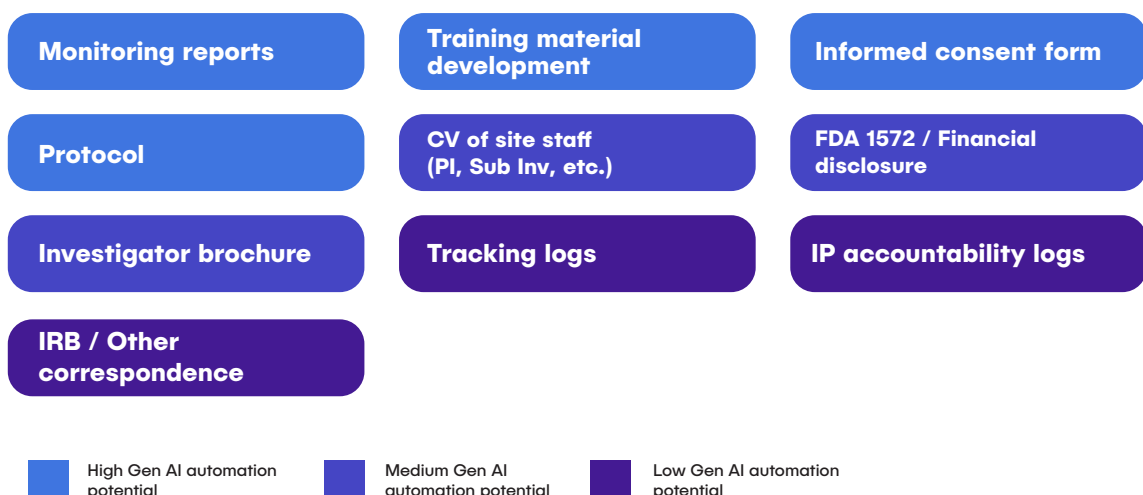 Monitoring reports
Training material
development
Informed consent form
Protocol
CV of site staff
(PI, Sub Inv, etc.)
FDA 1572 / Financial
disclosure
Investigator brochure
Tracking logs
IP accountability logs
IRB / Other
correspondence
High Gen AI automation
potential
Medium Gen AI
automation potential
Low Gen AI automation
potential